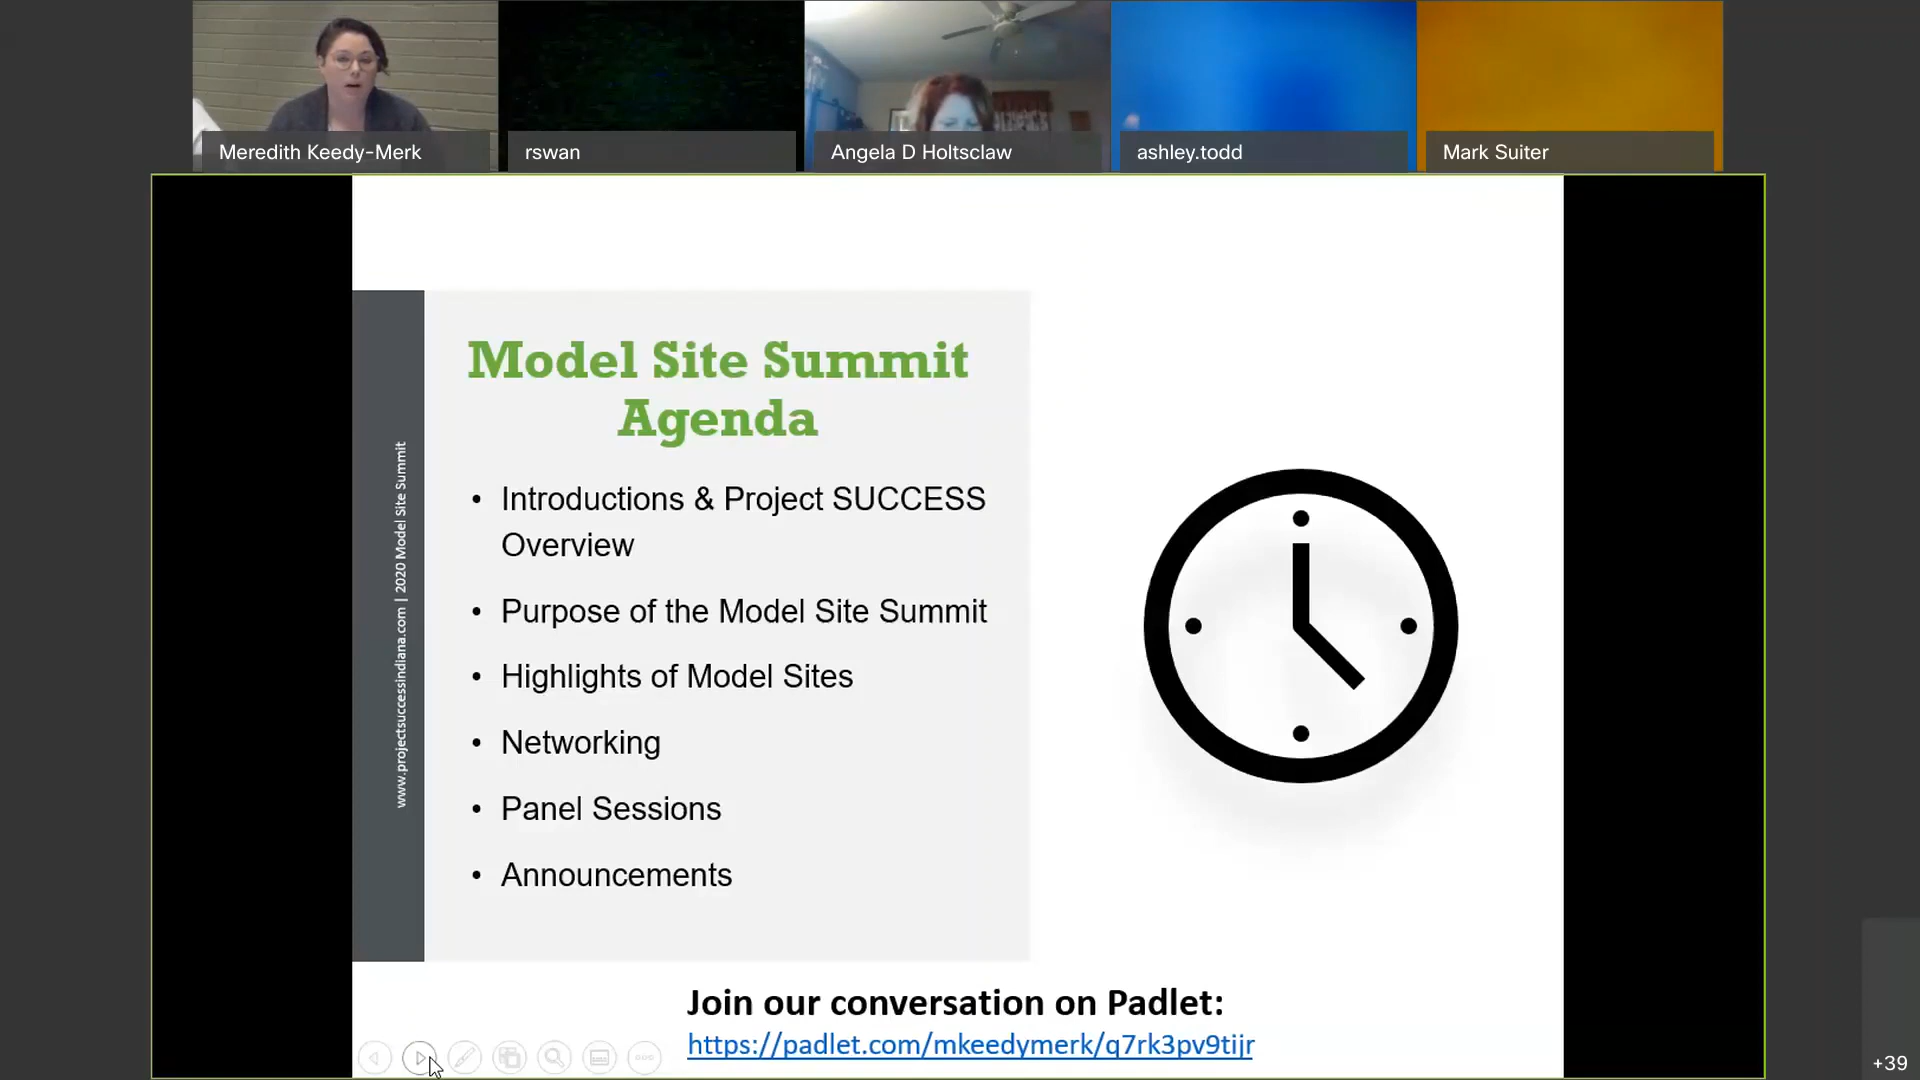 Meredith Keedy-Merk
rswan
Angela D Holtsclaw
ashley.todd
Mark Suiter
www.projectsuccessindiana.com | 2020 Model Site Summit
Model Site Summit
Agenda
• Introductions & Project SUCCESS
Overview
• Purpose of the Model Site Summit
• Highlights of Model Sites
• Networking
• Panel Sessions
• Announcements
Join our conversation on Padlet:
https://padlet.com/mkeedymerk/q7rk3pv9tijr
+39